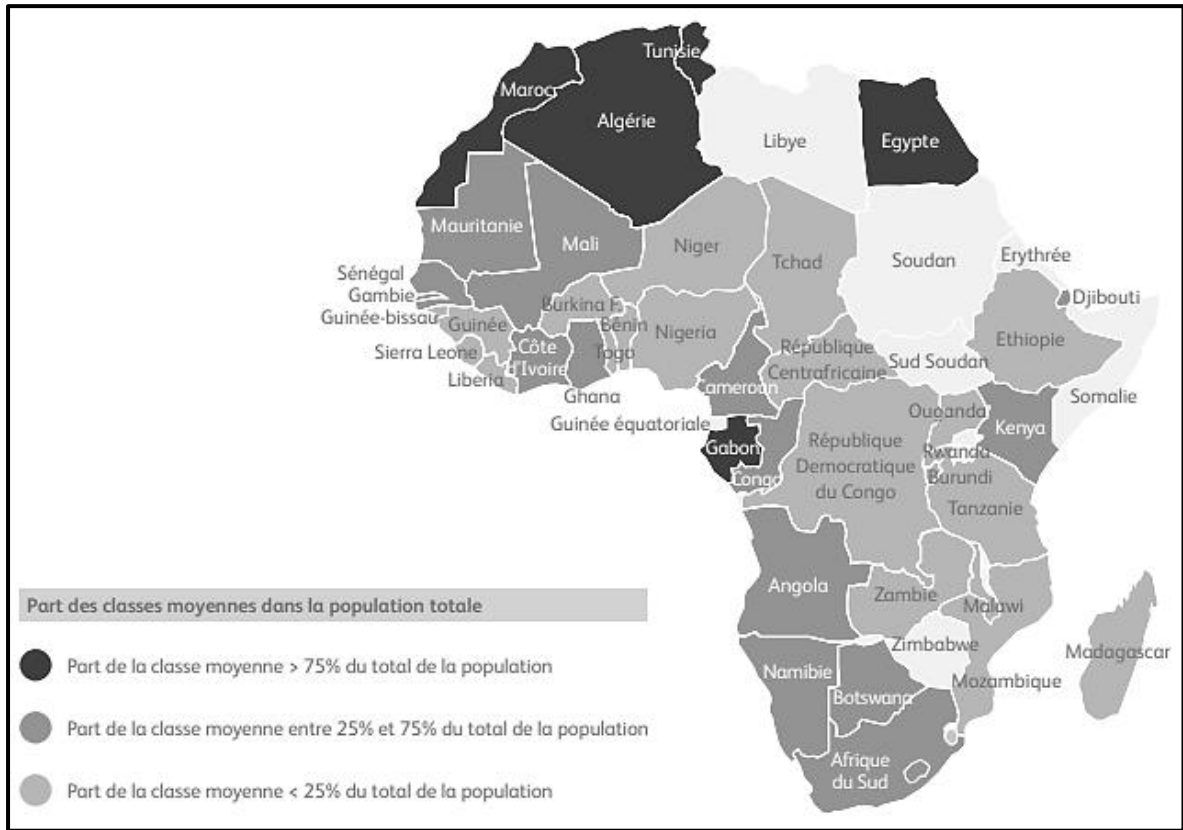 Tunisie
Maroc
Algérie
Libye
Egypte
Mauritanie
Mali
Niger
Tchad
Soudan
Erythrée
Sénégal
Gambie
Guinée-bissau
Djibouti
Burkina F.
Guinée
Bénin
Nigeria
Ethiopie
Sierra Leone
Côte
d'Ivoire
Togo
République
Centrafricaine
Sud Soudan
Liberia
Ghana
Cameroun
Somalie
Guinée équatoriale
Ouganda
Kenya
Gabon
République
Democratique
du Congo
Rwanda
Congo
Burundi
Tanzanie
Angola
Zambie
Malawi
Zimbabwe
Madagascar
Namibie
Mozambique
Botswana
Afrique
du Sud
Part des classes moyennes dans la population totale
Part de la classe moyenne > 75% du total de la population
Part de la classe moyenne entre 25% et 75% du total de la population
Part de la classe moyenne < 25% du total de la population